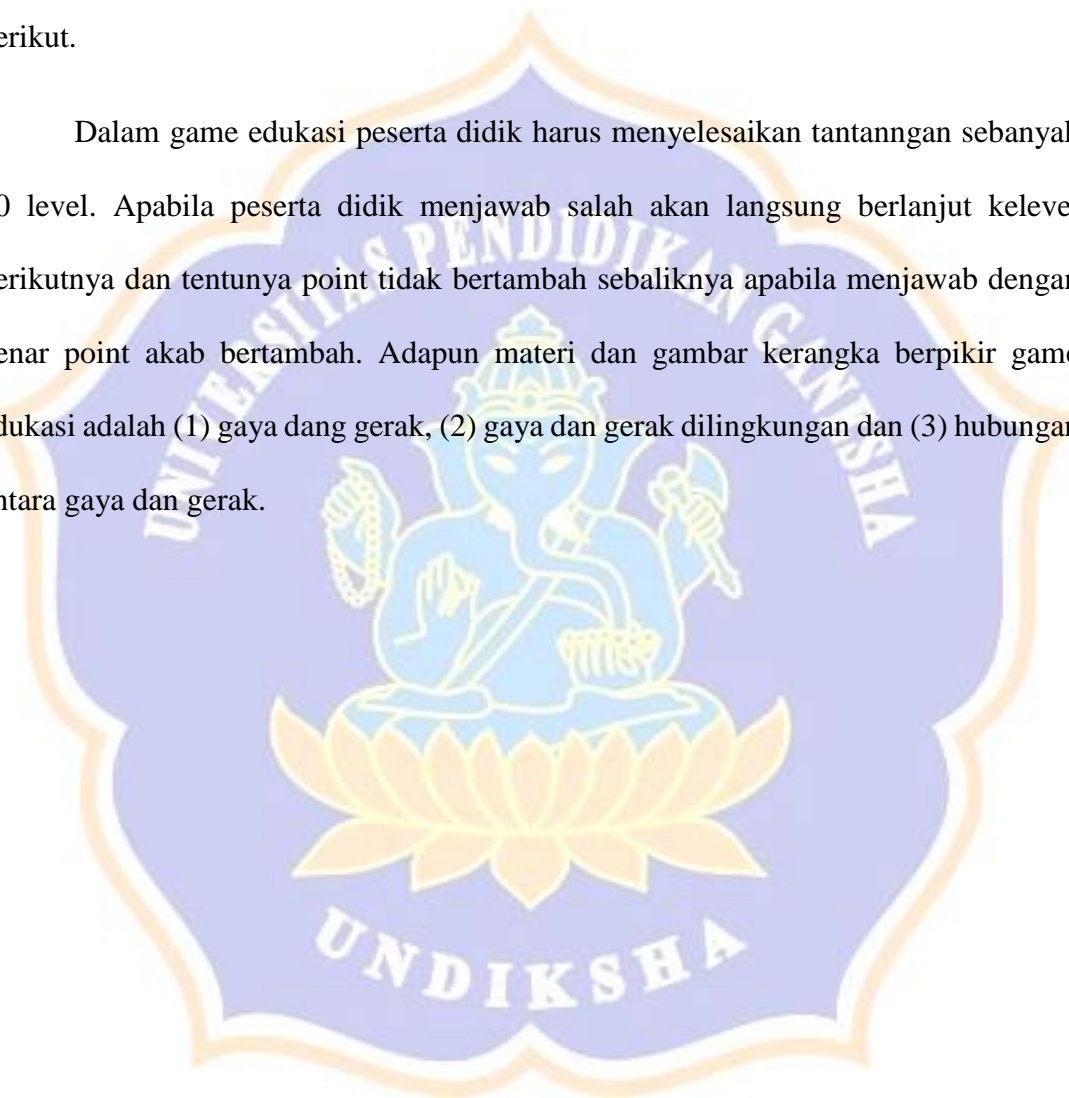 erikut.
Dalam game edukasi peserta didik harus menyelesaikan tantanngan sebanyak
0 level. Apabila peserta didik menjawab salah akan langsung berlanjut keleve
erikutnya dan tentunya point tidak bertambah sebaliknya apabila menjawab dengan
enar point akab bertambah. Adapun materi dan gambar kerangka berpikir game
dukasi adalah (1) gaya dang gerak, (2) gaya dan gerak dilingkungan dan (3) hubungan
ntara gaya dan gerak.
UNIVERSITAS PENDIDIKAN GANESHA
UNDIKSHA